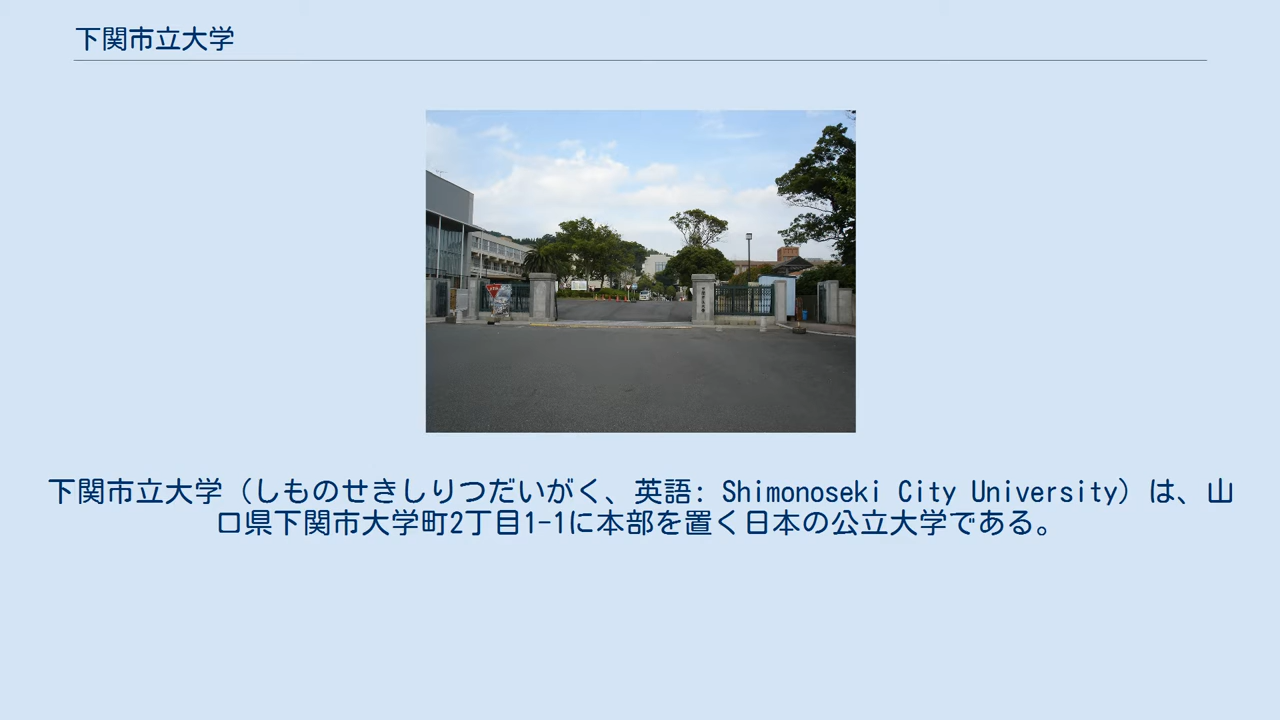 下関市立大学
下関市立大学（しものせきしりつだいがく、英語: Shimonoseki City University）は、山
口県下関市大学町2丁目1-1に本部を置く日本の公立大学である。